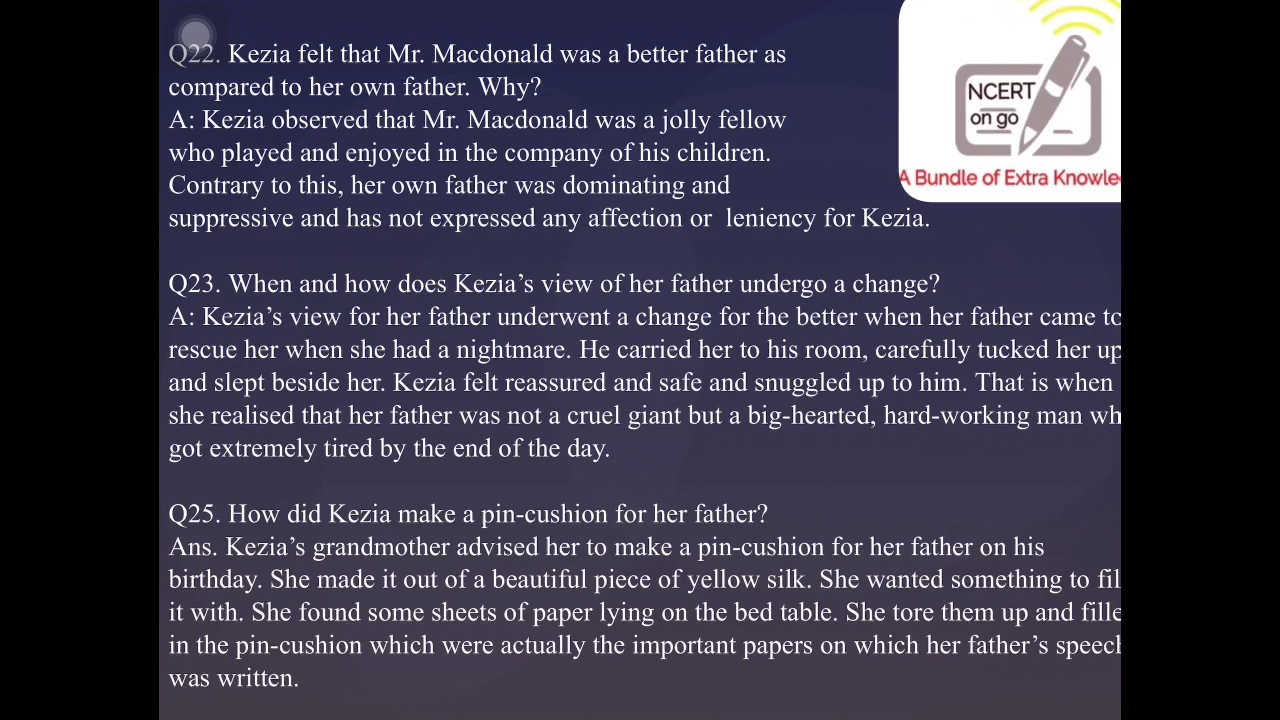 Q22. Kezia felt that Mr. Macdonald was a better father as
compared to her own father. Why?
A: Kezia observed that Mr. Macdonald was a jolly fellow
who played and enjoyed in the company of his children.
Contrary to this, her own father was dominating and
suppressive and has not expressed any affection or leniency for Kezia.
NCERT
on go
A Bundle of Extra Knowle
Q23. When and how does Kezia’s view of her father undergo a change?
A: Kezia’s view for her father underwent a change for the better when her father came to
rescue her when she had a nightmare. He carried her to his room, carefully tucked her up
and slept beside her. Kezia felt reassured and safe and snuggled up to him. That is when
she realised that her father was not a cruel giant but a big-hearted, hard-working man wh
got extremely tired by the end of the day.
Q25. How did Kezia make a pin-cushion for her father?
Ans. Kezia’s grandmother advised her to make a pin-cushion for her father on his
birthday. She made it out of a beautiful piece of yellow silk. She wanted something to fil
it with. She found some sheets of paper lying on the bed table. She tore them up and fille
in the pin-cushion which were actually the important papers on which her father’s speech
was written.